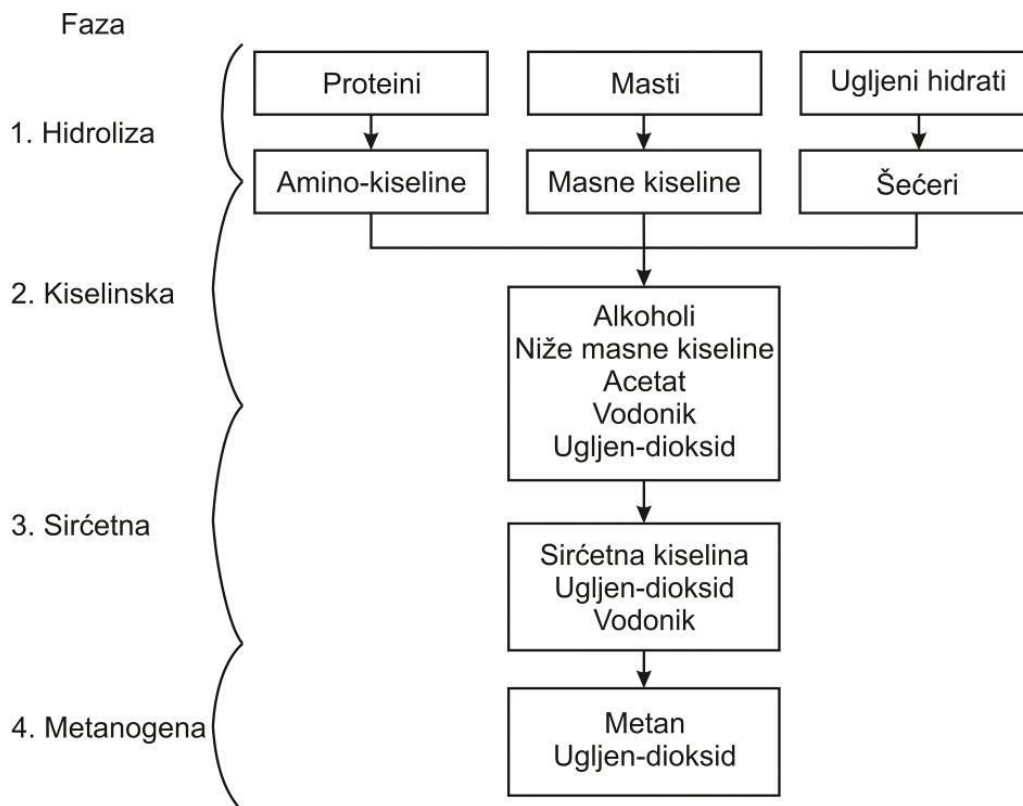 Faza
1. Hidroliza
Proteini
Masti
Ugljeni hidrati
Amino-kiseline
Masne kiseline
Šećeri
2. Kiselinska
Alkoholi
Niže masne kiseline
Acetat
Vodonik
Ugljen-dioksid
3. Sirćetna
Sirćetna kiselina
Ugljen-dioksid
Vodonik
4. Metanogena
Metan
Ugljen-dioksid